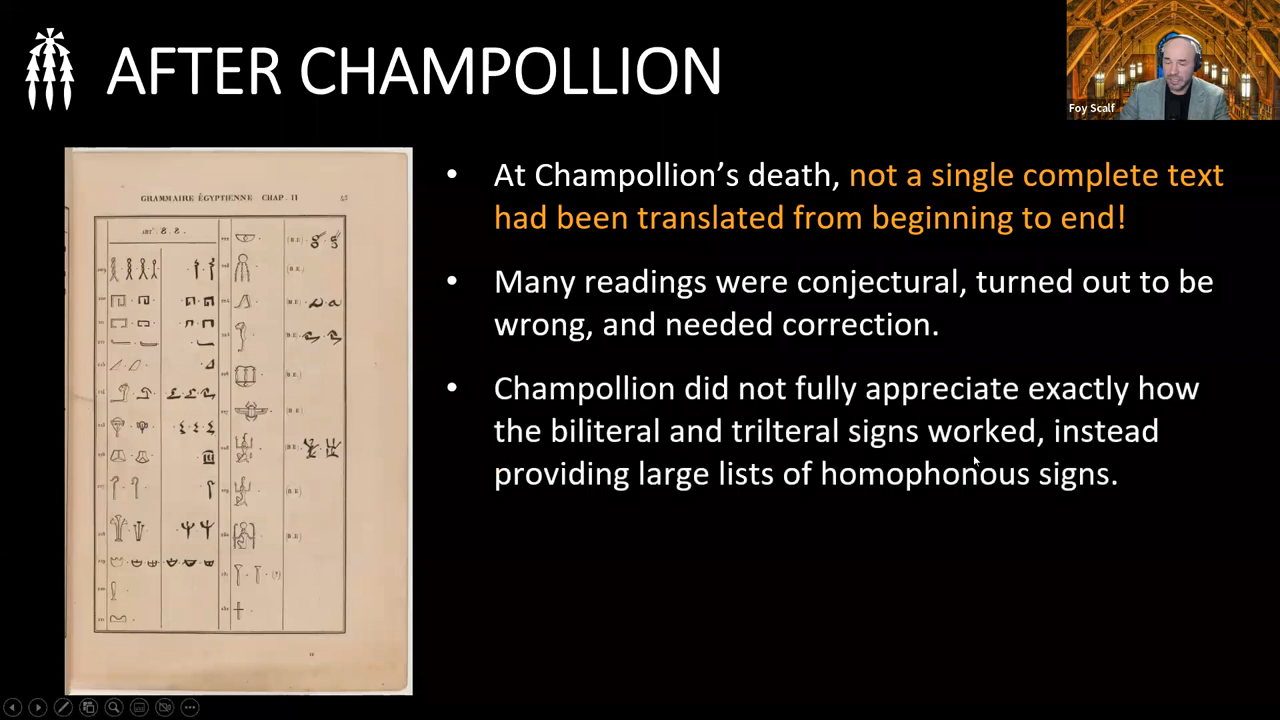 AFTER CHAMPOLLION
Foy Scalf
• At Champollion’s death, not a single complete text
had been translated from beginning to end!
• Many readings were conjectural, turned out to be
wrong, and needed correction.
• Champollion did not fully appreciate exactly how
the biliteral and trilteral signs worked, instead
providing large lists of homophonous signs.
GRAMMAIRE ÉGYPTIENNE CHAP. II